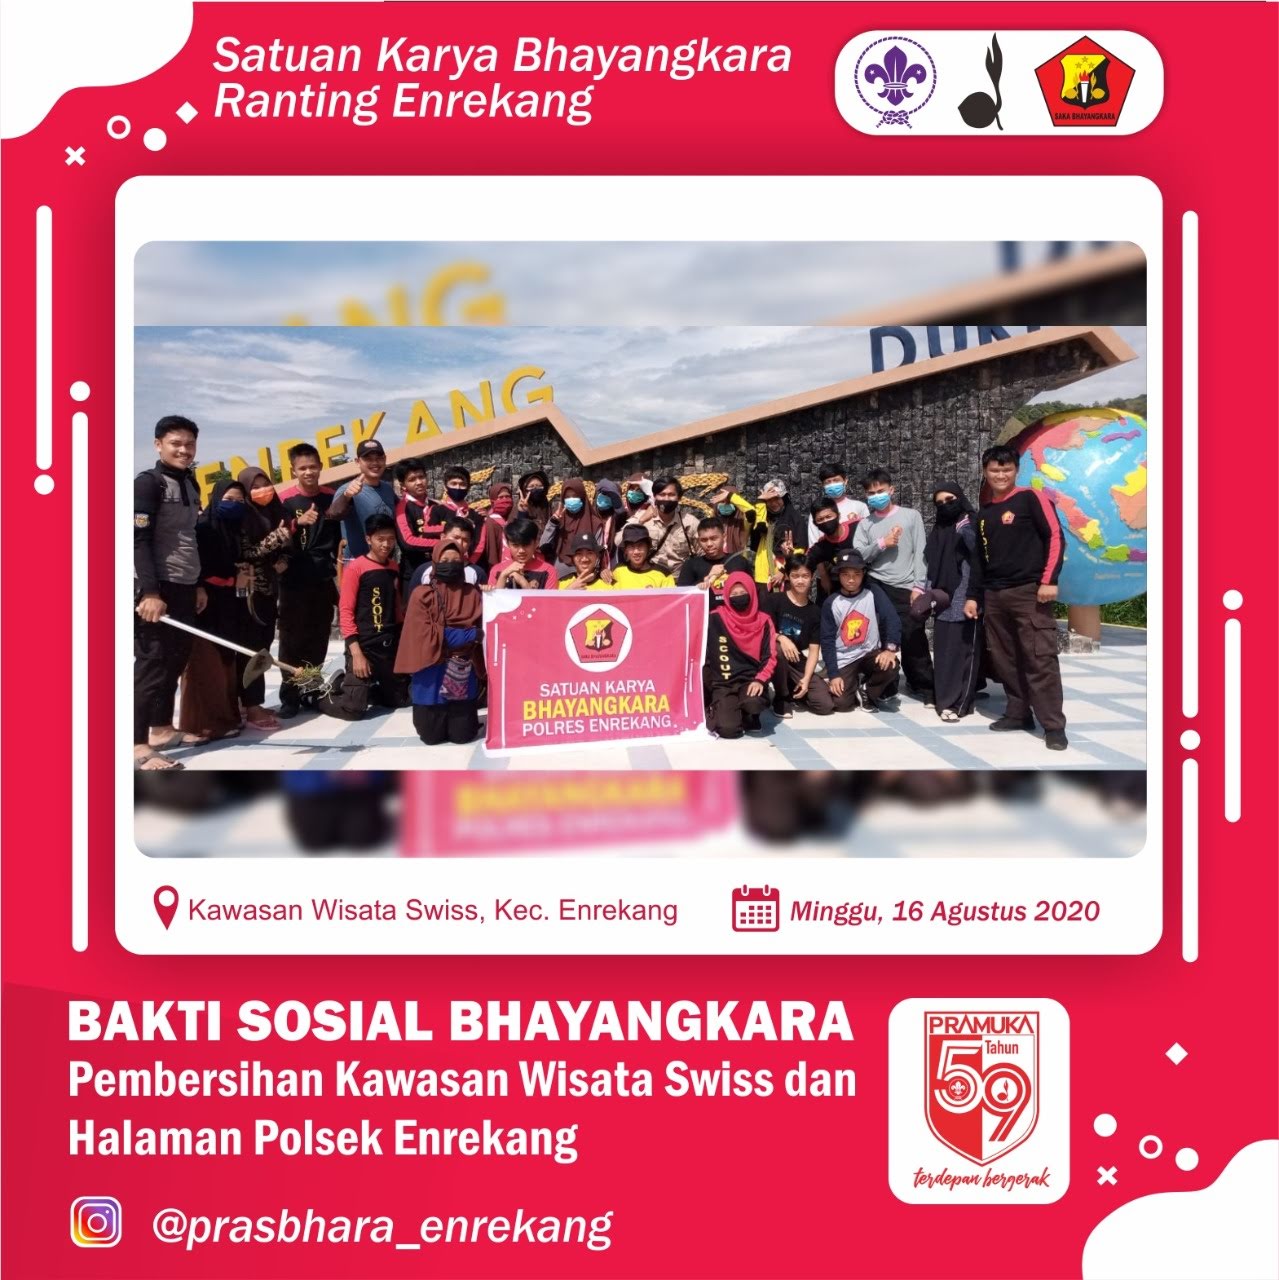 Satuan Karya Bhayangkara
Ranting Enrekang
SAKA BHAYANGKARA
ENREKANG
SCOUT
SCOUT
SAKA BHAYANGKARA
SATUAN KARYA
BHAYANGKARA
POLRES ENREKANG
Kawasan Wisata Swiss, Kec. Enrekang
Minggu, 16 Agustus 2020
BAKTI SOSIAL BHAYANGKARA
Pembersihan Kawasan Wisata Swiss dan
Halaman Polsek Enrekang
@prasbhara_enrekang
PRAMUKA
Tahun
59
terdepan bergerak